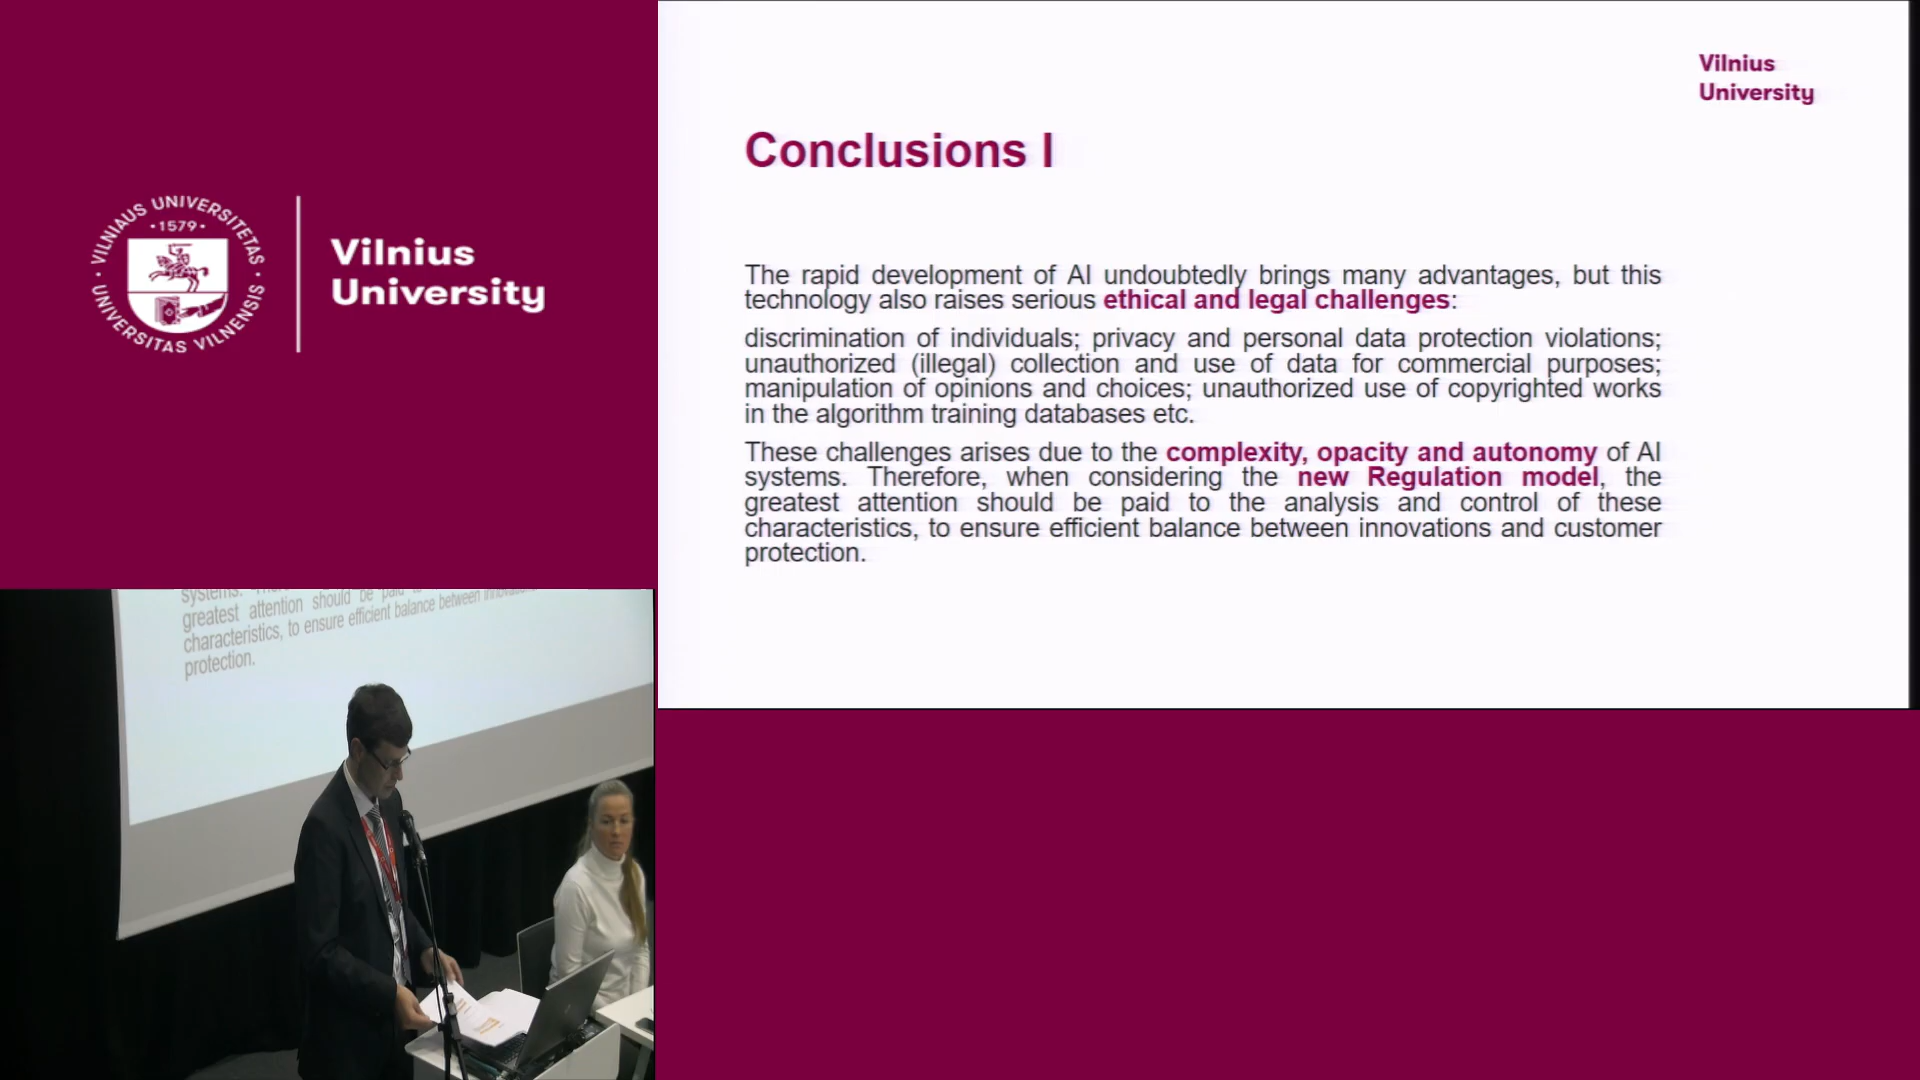 VILNIAUS UNIVERSITETAS
1579
UNIVERSITAS VILNENSIS
Vilnius
University
Vilnius
University
Conclusions I
The rapid development of AI undoubtedly brings many advantages, but this
technology also raises serious ethical and legal challenges:
discrimination of individuals; privacy and personal data protection violations;
unauthorized (illegal) collection and use of data for commercial purposes;
manipulation of opinions and choices; unauthorized use of copyrighted works
in the algorithm training databases etc.
These challenges arises due to the complexity, opacity and autonomy of AI
systems. Therefore, when considering the new Regulation model, the
greatest attention should be paid to the analysis and control of these
characteristics, to ensure efficient balance between innovations and customer
protection.
systems.
greatest attention should be paid
characteristics, to ensure efficient balance between
protection.